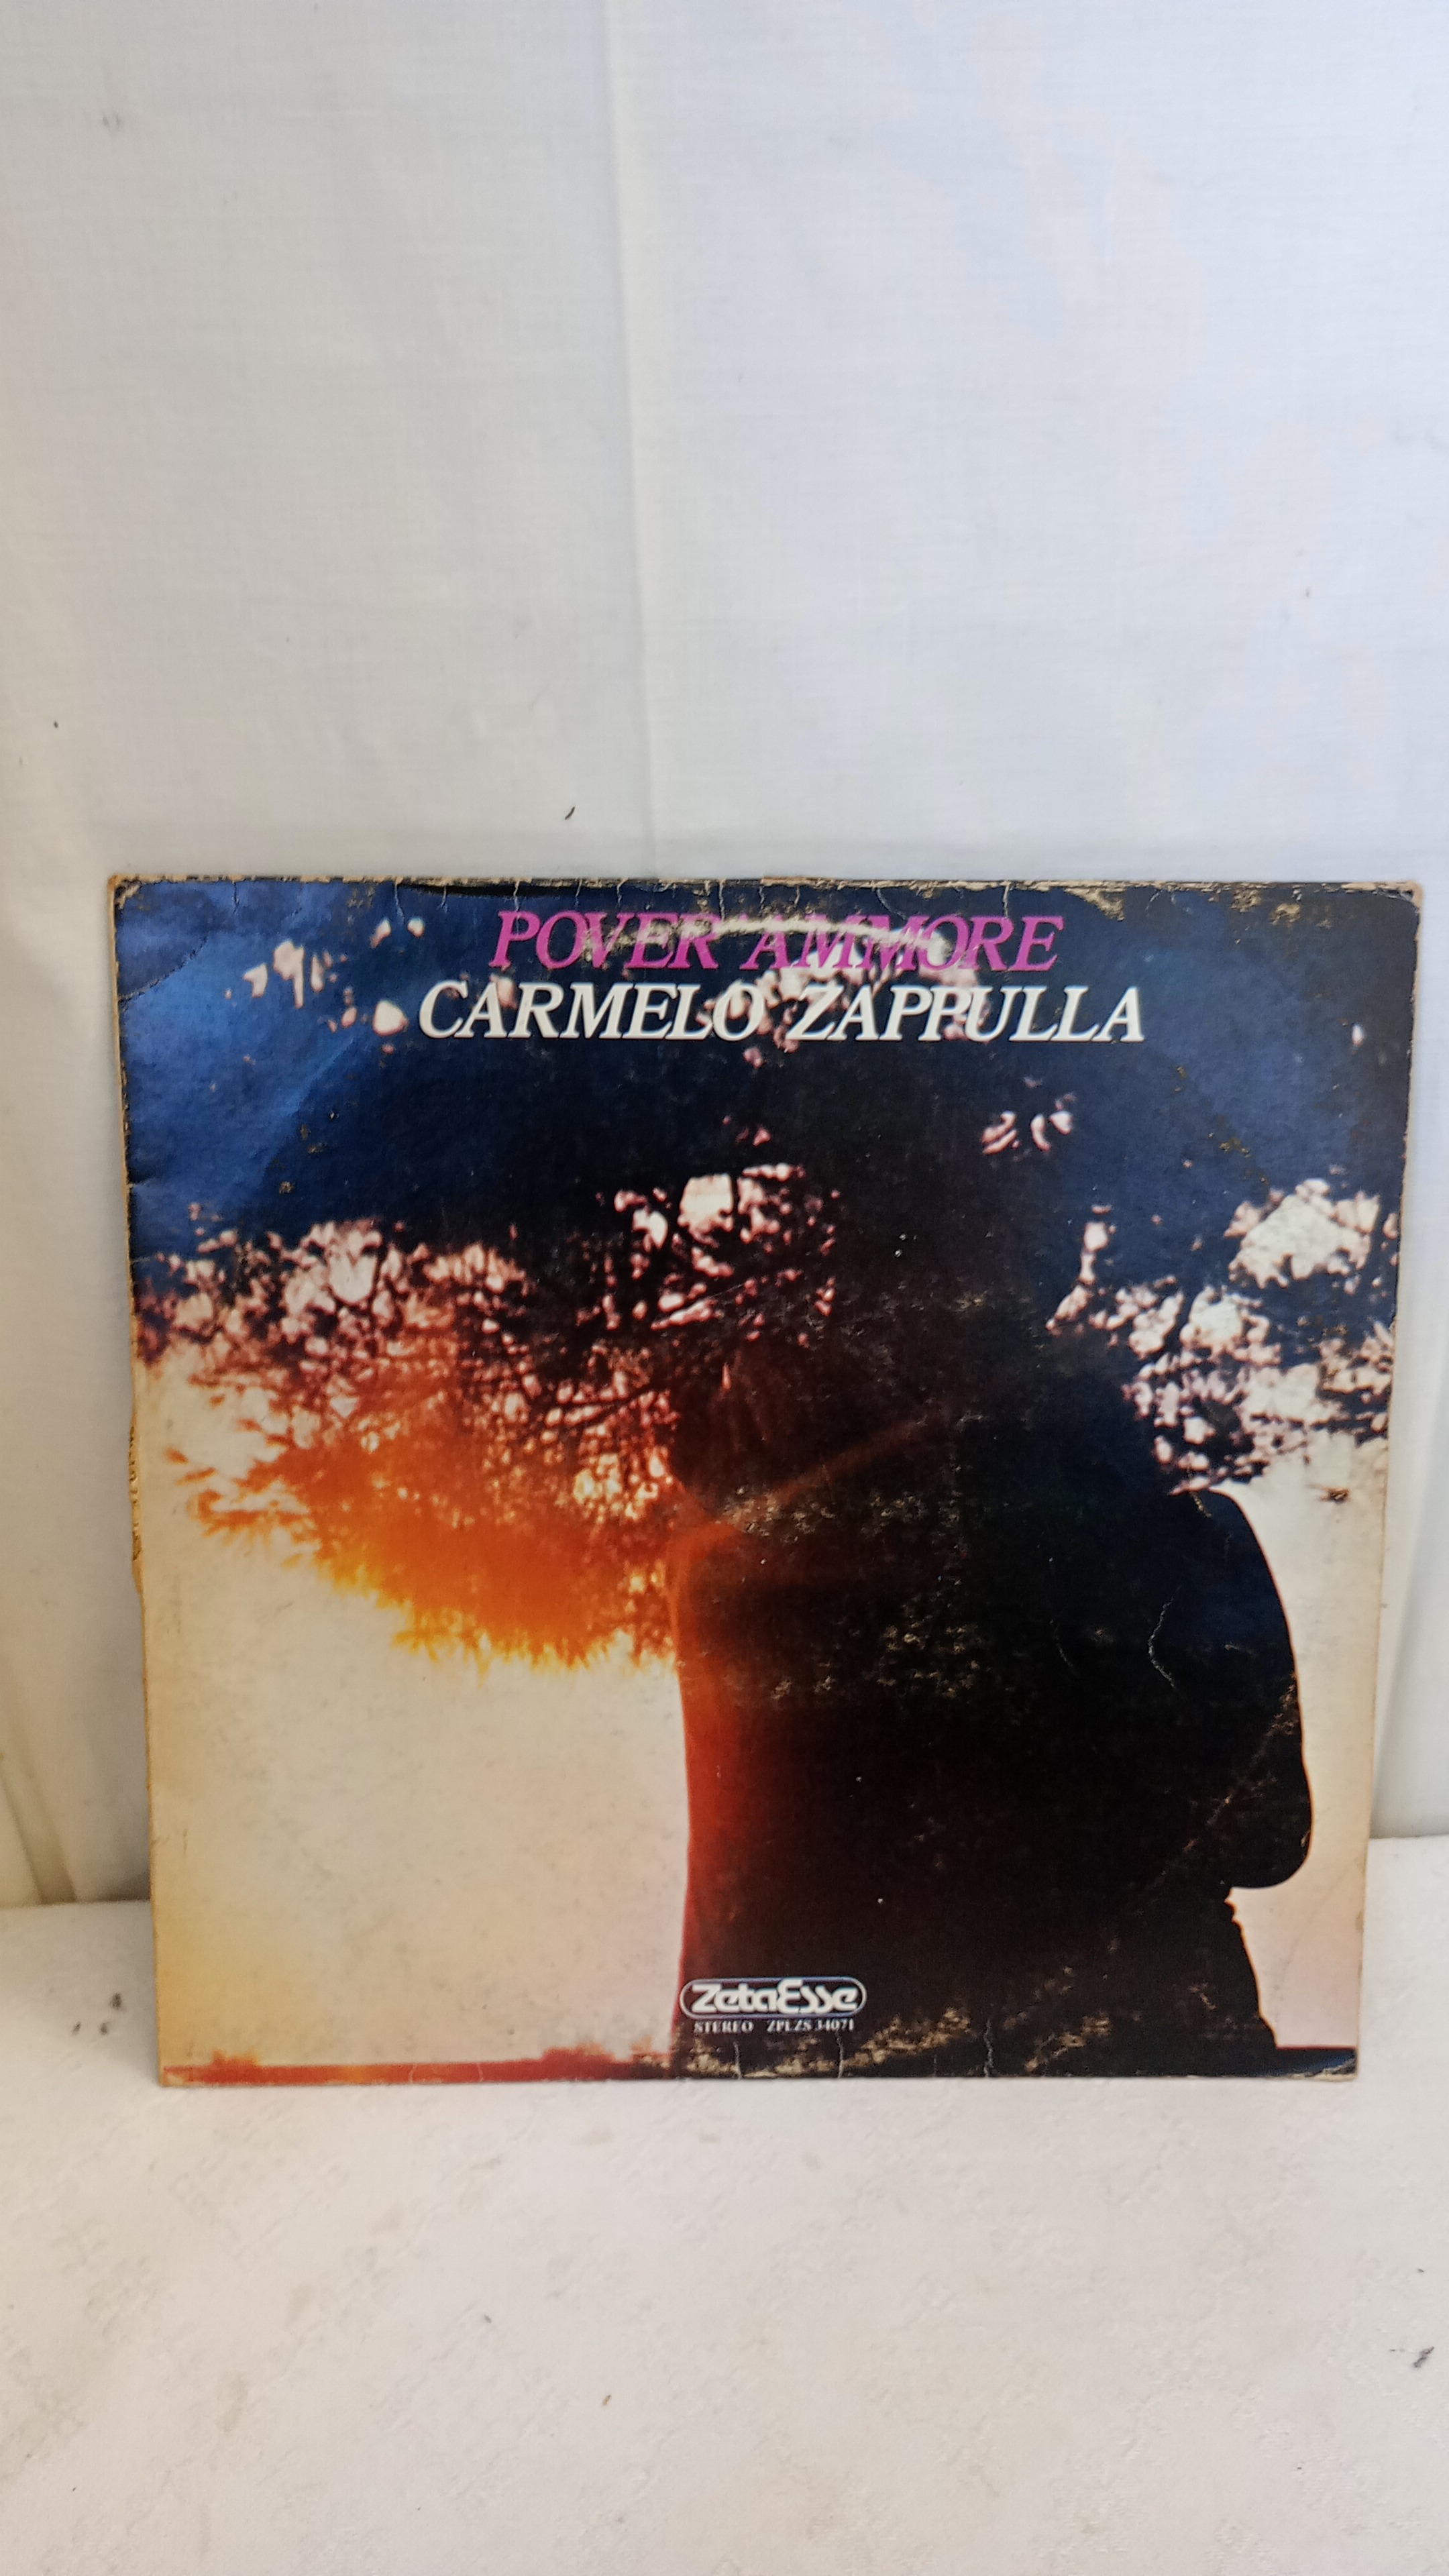 POVER' AMMORE
CARMELO ZAPPULLA
ZetaEsse
STEREO ZPLZS 34071